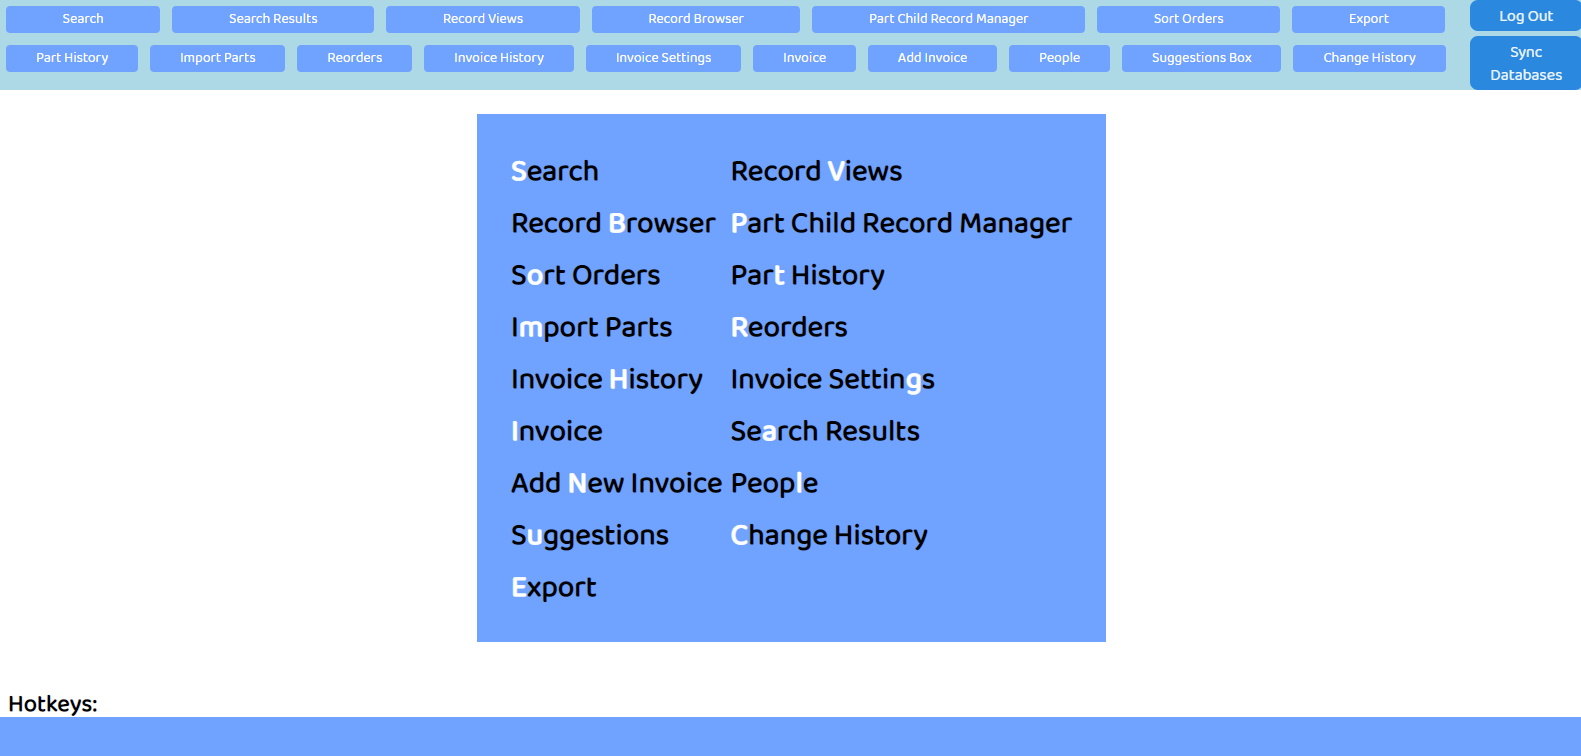 Search Search Results Record Views Record Browser Part Child Record Manager Sort Orders Export Log Out
Part History Import Parts Reorders Invoice History Invoice Settings Invoice Add Invoice People Suggestions Box Change History Sync
Databases
Search Record Views
Record Browser Part Child Record Manager
Sort Orders Part History
Import Parts Reorders
Invoice History Invoice Settings
Invoice Search Results
Add New Invoice People
Suggestions Change History
Export
Hotkeys: